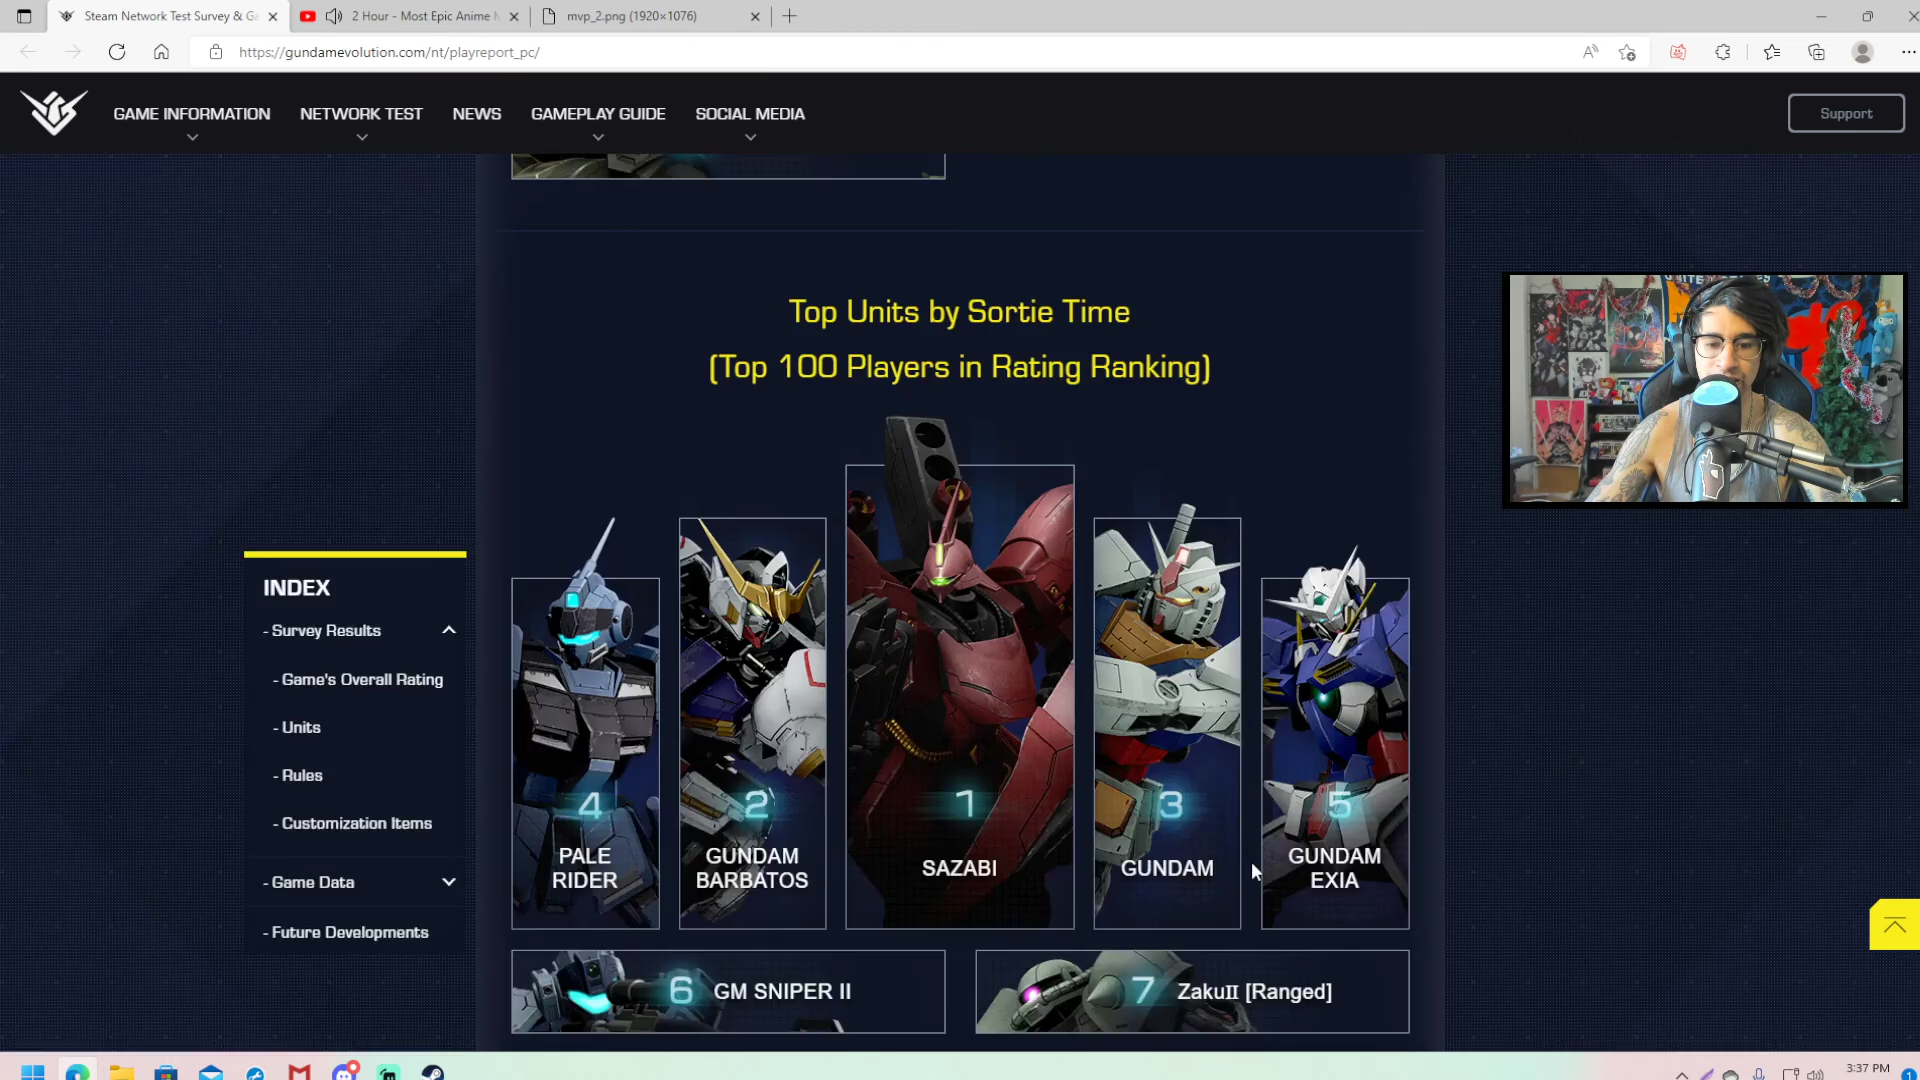 Steam Network Test Survey & Ga
2 Hour - Most Epic Anime
mvp_2.png (1920×1076)
https://gundamevolution.com/nt/playreport_pc/
GAME INFORMATION
NETWORK TEST
NEWS
GAMEPLAY GUIDE
SOCIAL MEDIA
Support
Top Units by Sortie Time
(Top 100 Players in Rating Ranking)
INDEX
- Survey Results
- Game's Overall Rating
- Units
- Rules
- Customization Items
- Game Data
- Future Developments
4
PALE
RIDER
2
GUNDAM
BARBATOS
1
SAZABI
3
GUNDAM
5
GUNDAM
EXIA
6 GM SNIPER II
7 ZakuII [Ranged]
3:37 PM
1